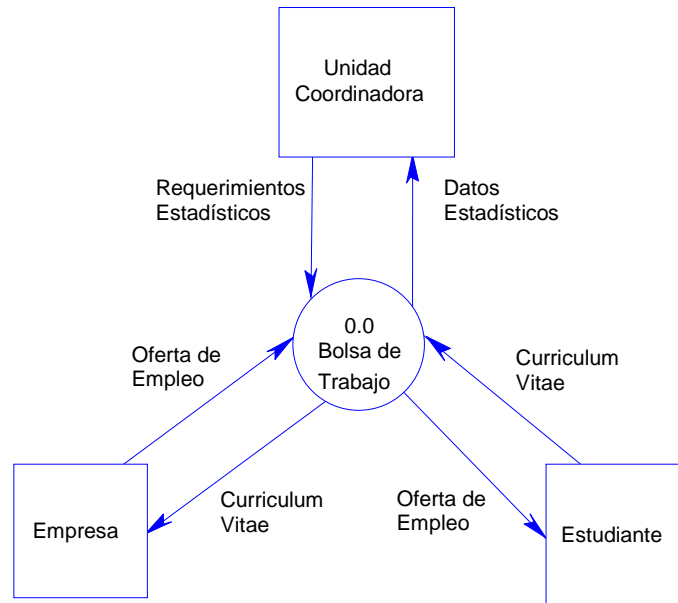 Unidad
Coordinadora
Requerimientos
Estadísticos
Datos
Estadísticos
0.0
Bolsa de
Trabajo
Oferta de
Empleo
Curriculum
Vitae
Empresa
Curriculum
Vitae
Oferta de
Empleo
Estudiante